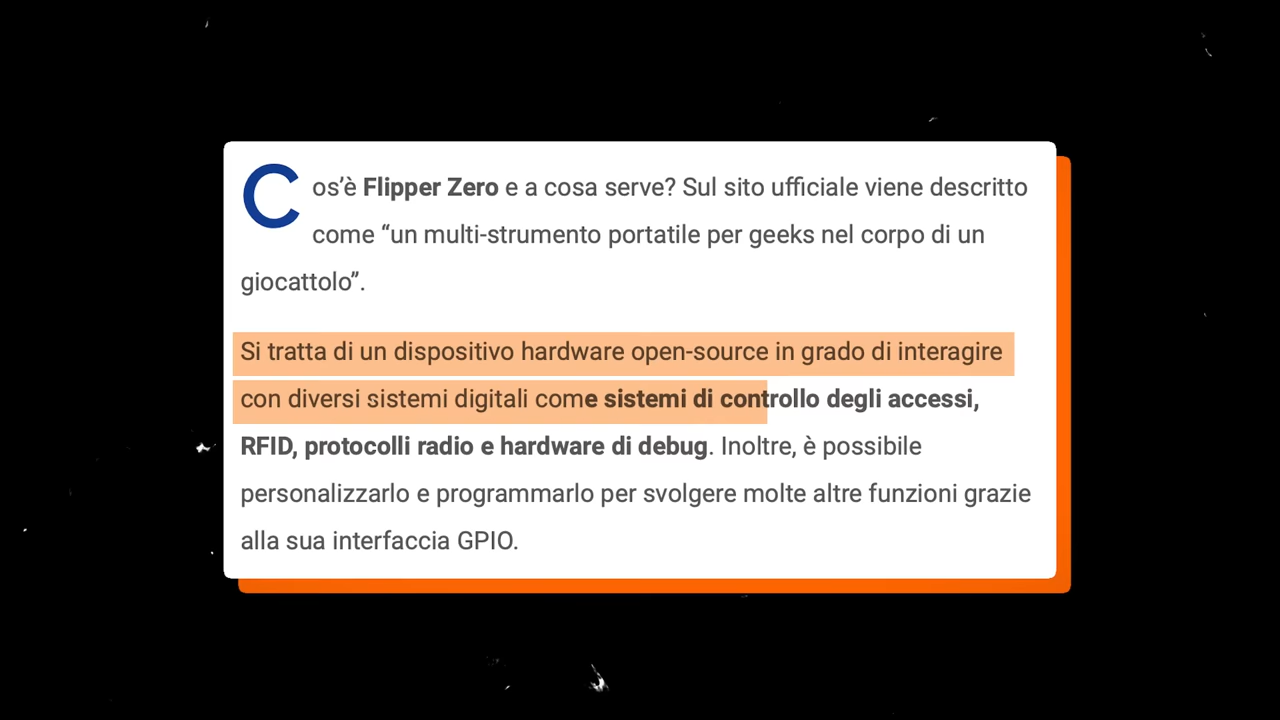 Cos’è Flipper Zero e a cosa serve? Sul sito ufficiale viene descritto
come “un multi-strumento portatile per geeks nel corpo di un
giocattolo”.
Si tratta di un dispositivo hardware open-source in grado di interagire
con diversi sistemi digitali come sistemi di controllo degli accessi,
RFID, protocolli radio e hardware di debug. Inoltre, è possibile
personalizzarlo e programmarlo per svolgere molte altre funzioni grazie
alla sua interfaccia GPIO.